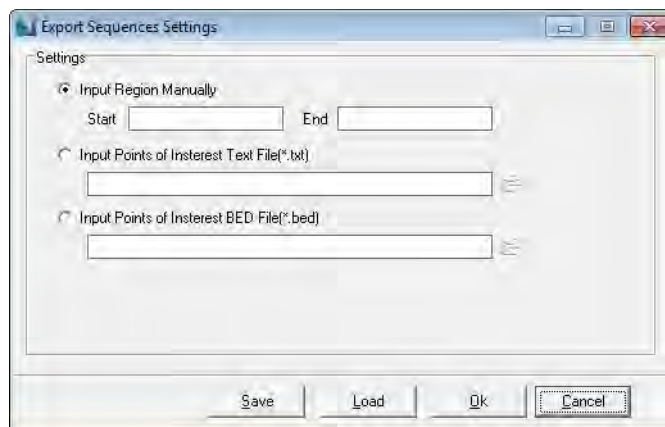 Export Sequences Settings
Settings
Input Region Manually
Start End
Input Points of Insterest Text File(*.txt)
Input Points of Insterest BED File(*.bed)
Save Load Ok Cancel